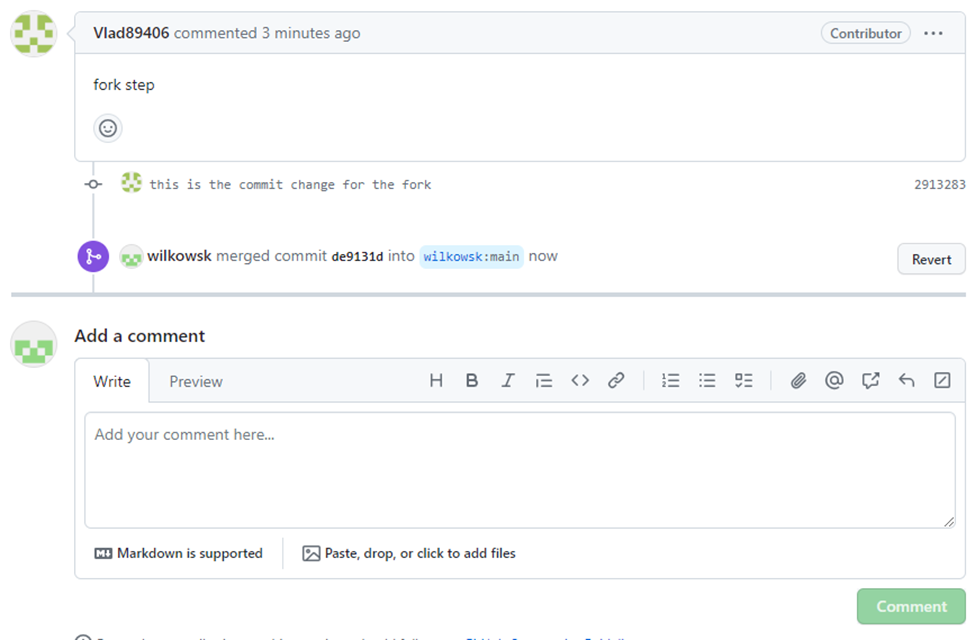 Vlad89406 commented 3 minutes ago Contributor
fork step
this is the commit change for the fork 2913283
wilkowsk merged commit de9131d into wilkowsk:main now Revert
Add a comment
Write Preview
Add your comment here...
Markdown is supported Paste, drop, or click to add files
Comment